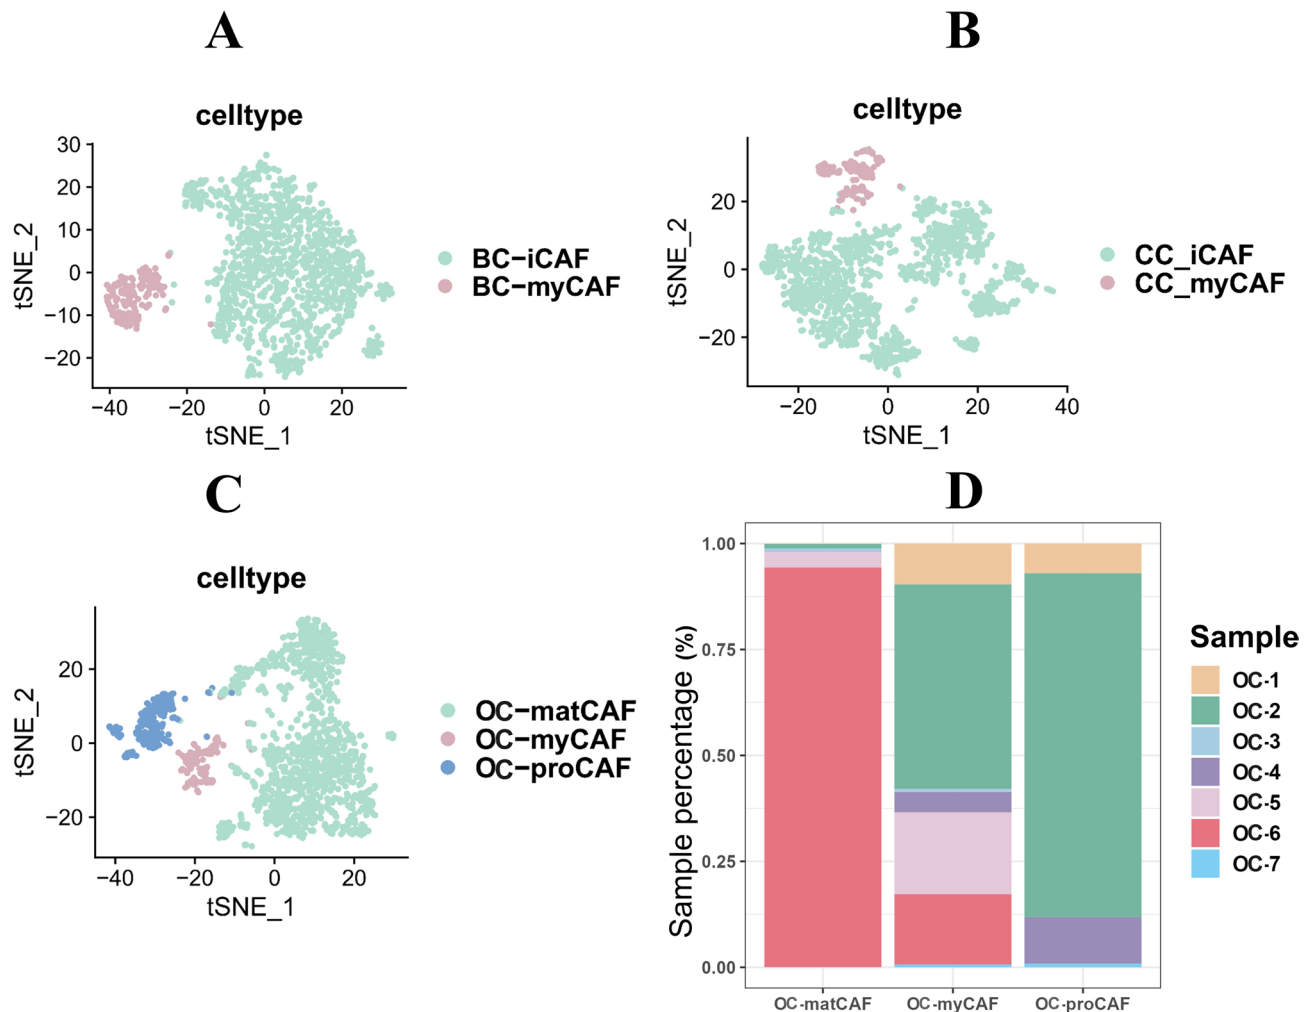 A
celltype
30
20
10
0
−10
−20
tSNE_2
−40
−20
0
20
tSNE_1
BC−iCAF
BC−myCAF
B
celltype
20
0
−20
tSNE_2
−20
0
20
40
tSNE_1
CC_iCAF
CC_myCAF
C
celltype
20
0
−20
tSNE_2
−40
−20
0
20
tSNE_1
OC−matCAF
OC−myCAF
OC−proCAF
D
1.00
0.75
0.50
0.25
0.00
Sample percentage (%)
OC-matCAF
OC-myCAF
OC-proCAF
Sample
OC-1
OC-2
OC-3
OC-4
OC-5
OC-6
OC-7